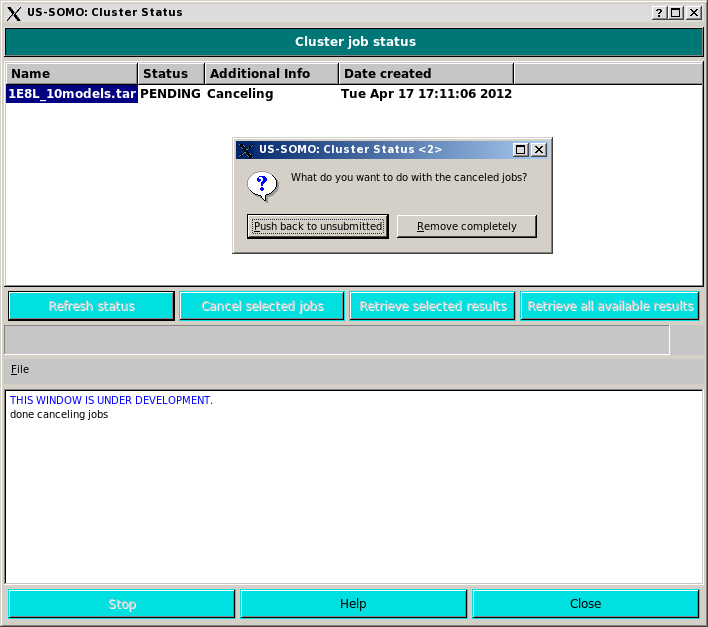 US-SOMO: Cluster Status
Cluster job status
Name Status Additional Info Date created
1E8L_10models.tar PENDING Canceling Tue Apr 17 17:11:06 2012
US-SOMO: Cluster Status <2>
What do you want to do with the canceled jobs?
Push back to unsubmitted Remove completely
Refresh status Cancel selected jobs Retrieve selected results Retrieve all available results
File
THIS WINDOW IS UNDER DEVELOPMENT.
done canceling jobs
Stop Help Close